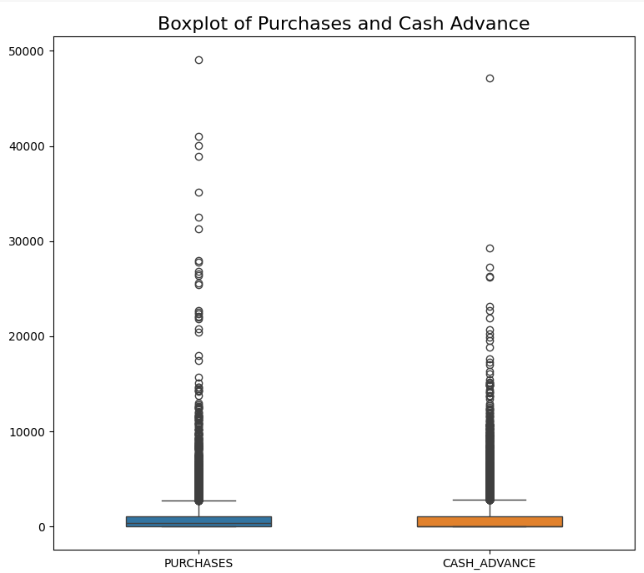 Boxplot of Purchases and Cash Advance
50000
40000
30000
20000
10000
0
PURCHASES
CASH_ADVANCE